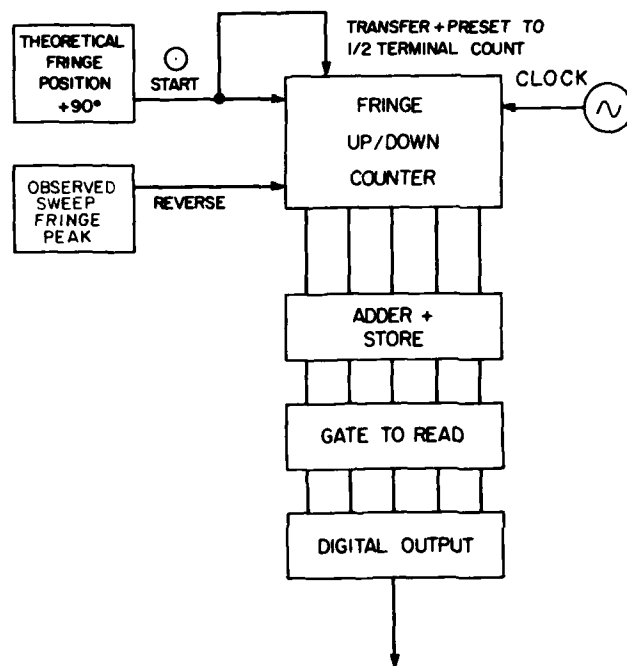 THEORETICAL
FRINGE
POSITION
+90°
START
TRANSFER + PRESET TO
1/2 TERMINAL COUNT
CLOCK
FRINGE
UP/DOWN
COUNTER
OBSERVED
SWEEP
FRINGE
PEAK
REVERSE
ADDER +
STORE
GATE TO READ
DIGITAL OUTPUT